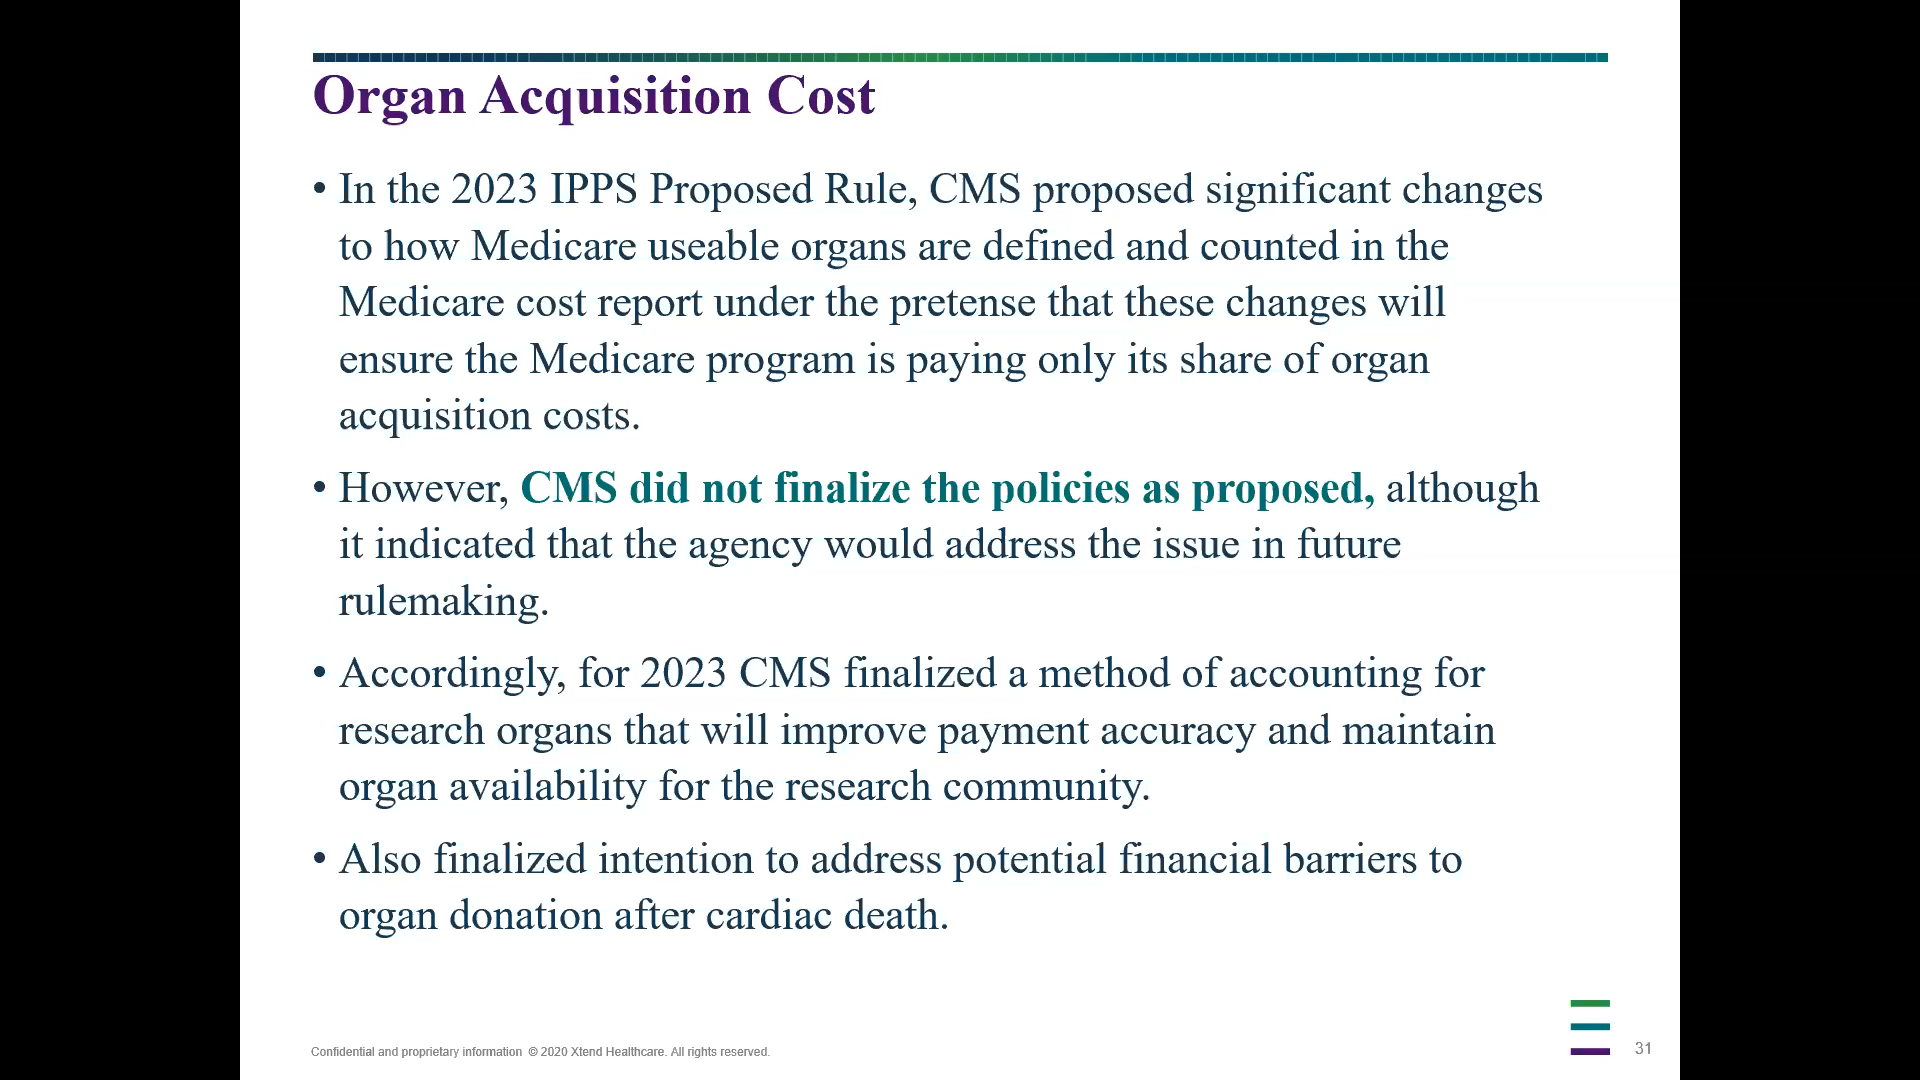 Organ Acquisition Cost
• In the 2023 IPPS Proposed Rule, CMS proposed significant changes
to how Medicare useable organs are defined and counted in the
Medicare cost report under the pretense that these changes will
ensure the Medicare program is paying only its share of organ
acquisition costs.
• However, CMS did not finalize the policies as proposed, although
it indicated that the agency would address the issue in future
rulemaking.
• Accordingly, for 2023 CMS finalized a method of accounting for
research organs that will improve payment accuracy and maintain
organ availability for the research community.
• Also finalized intention to address potential financial barriers to
organ donation after cardiac death.
Confidential and proprietary information © 2020 Xtend Healthcare. All rights reserved.
31